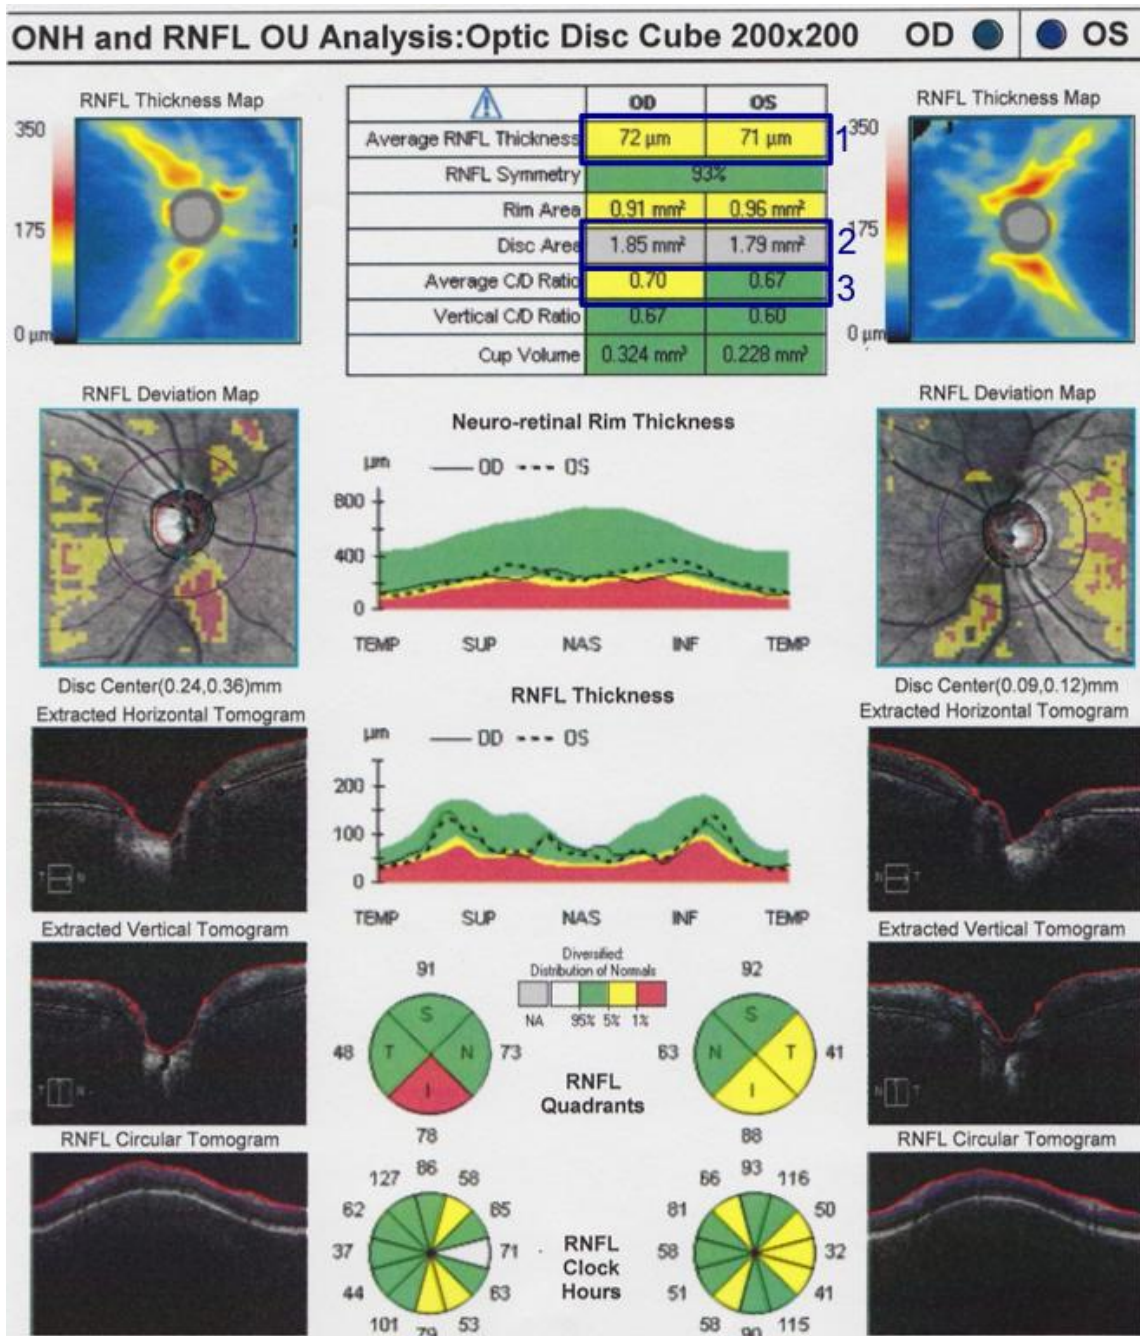 ONH and RNFL OU Analysis:Optic Disc Cube 200x200 OD OS
RNFL Thickness Map
350
175
0 µm
OD OS
Average RNFL Thickness 72 µm 71 µm 1
RNFL Symmetry 93%
Rim Area 0.91 mm² 0.96 mm²
Disc Area 1.85 mm² 1.79 mm² 2
Average C/D Ratio 0.70 0.67 3
Vertical C/D Ratio 0.67 0.60
Cup Volume 0.324 mm³ 0.228 mm³
RNFL Thickness Map
350
175
0 µm
RNFL Deviation Map
Disc Center(0.24,0.36)mm
Extracted Horizontal Tomogram
T N
Extracted Vertical Tomogram
T N
RNFL Circular Tomogram
Neuro-retinal Rim Thickness
µm OD OS
800
400
0
TEMP SUP NAS INF TEMP
RNFL Thickness
µm OD OS
200
100
0
TEMP SUP NAS INF TEMP
Diversified:
Distribution of Normals
NA 95% 5% 1%
91
S
48 T N 73
I
78
RNFL
Quadrants
92
S
63 N T 41
I
88
127 86 58
62 85
37 71
44 63
101 79 53
RNFL
Clock
Hours
66 93 116
81 50
58 32
51 41
58 90 115
RNFL Deviation Map
Disc Center(0.09,0.12)mm
Extracted Horizontal Tomogram
N T
Extracted Vertical Tomogram
RNFL Circular Tomogram